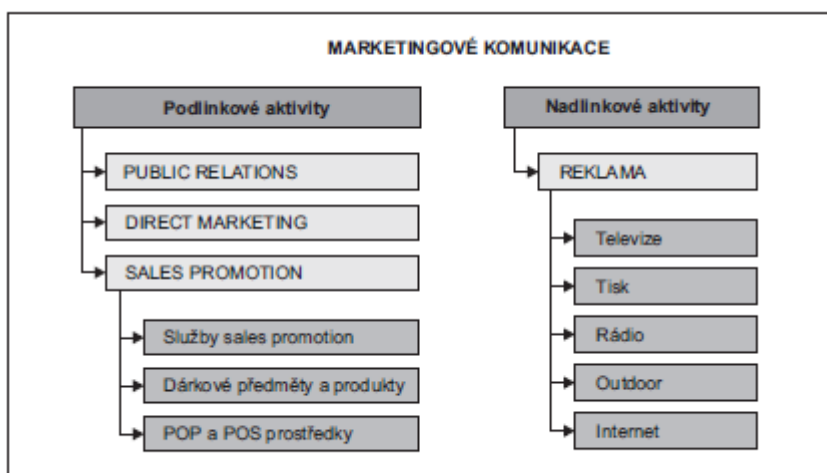 MARKETINGOVÉ KOMUNIKACE
Podlinkové aktivity
PUBLIC RELATIONS
DIRECT MARKETING
SALES PROMOTION
Služby sales promotion
Dárkové předměty a produkty
POP a POS prostředky
Nadlinkové aktivity
REKLAMA
Televize
Tisk
Rádio
Outdoor
Internet